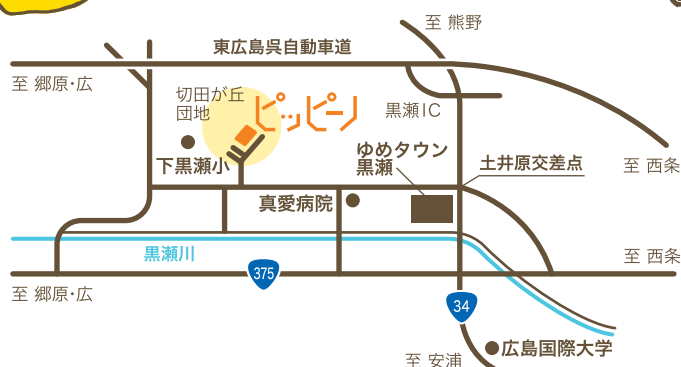 至 熊野
東広島呉自動車道
至 郷原・広
切田が丘
団地
ピッピーノ
黒瀬IC
ゆめタウン
黒瀬
下黒瀬小
土井原交差点
至 西条
真愛病院
黒瀬川
至 西条
375
至 郷原・広
34
広島国際大学
至 安浦